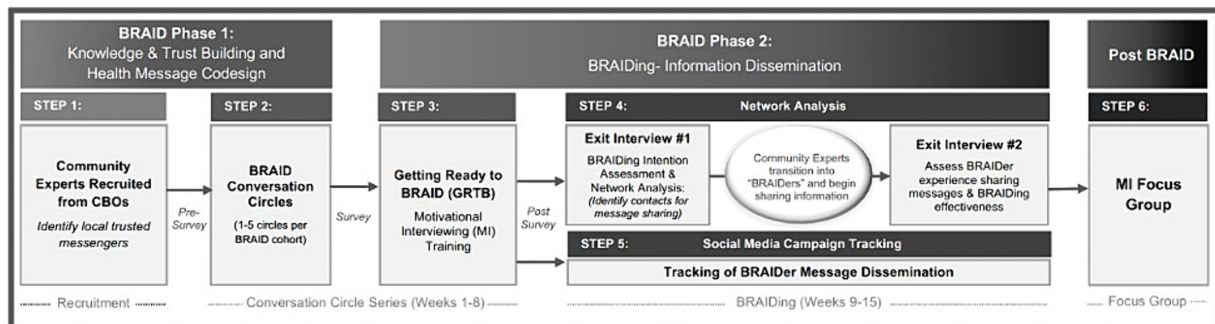 BRAID Phase 1:
Knowledge & Trust Building and
Health Message Codesign
BRAID Phase 2:
BRAIDing- Information Dissemination
Post BRAID
STEP 1:
STEP 2:
STEP 3:
STEP 4:
Network Analysis
STEP 6:
Community
Experts Recruited
from CBOs
Identify local trusted
messengers
Pre-
Survey
BRAID
Conversation
Circles
(1-5 circles per
BRAID cohort)
Survey
Getting Ready to
BRAID (GRTB)
Motivational
Interviewing (MI)
Training
Post
Survey
Exit Interview #1
BRAIDing Intention
Assessment &
Network Analysis:
(Identify contacts for
message sharing)
Community Experts
transition into
"BRAIDers" and begin
sharing information
Exit Interview #2
Assess BRAIDer
experience sharing
messages & BRAIDing
effectiveness
MI Focus
Group
STEP 5:
Social Media Campaign Tracking
Tracking of BRAIDer Message Dissemination
Recruitment
Conversation Circle Series (Weeks 1-8)
BRAIDing (Weeks 9-15)
Focus Group